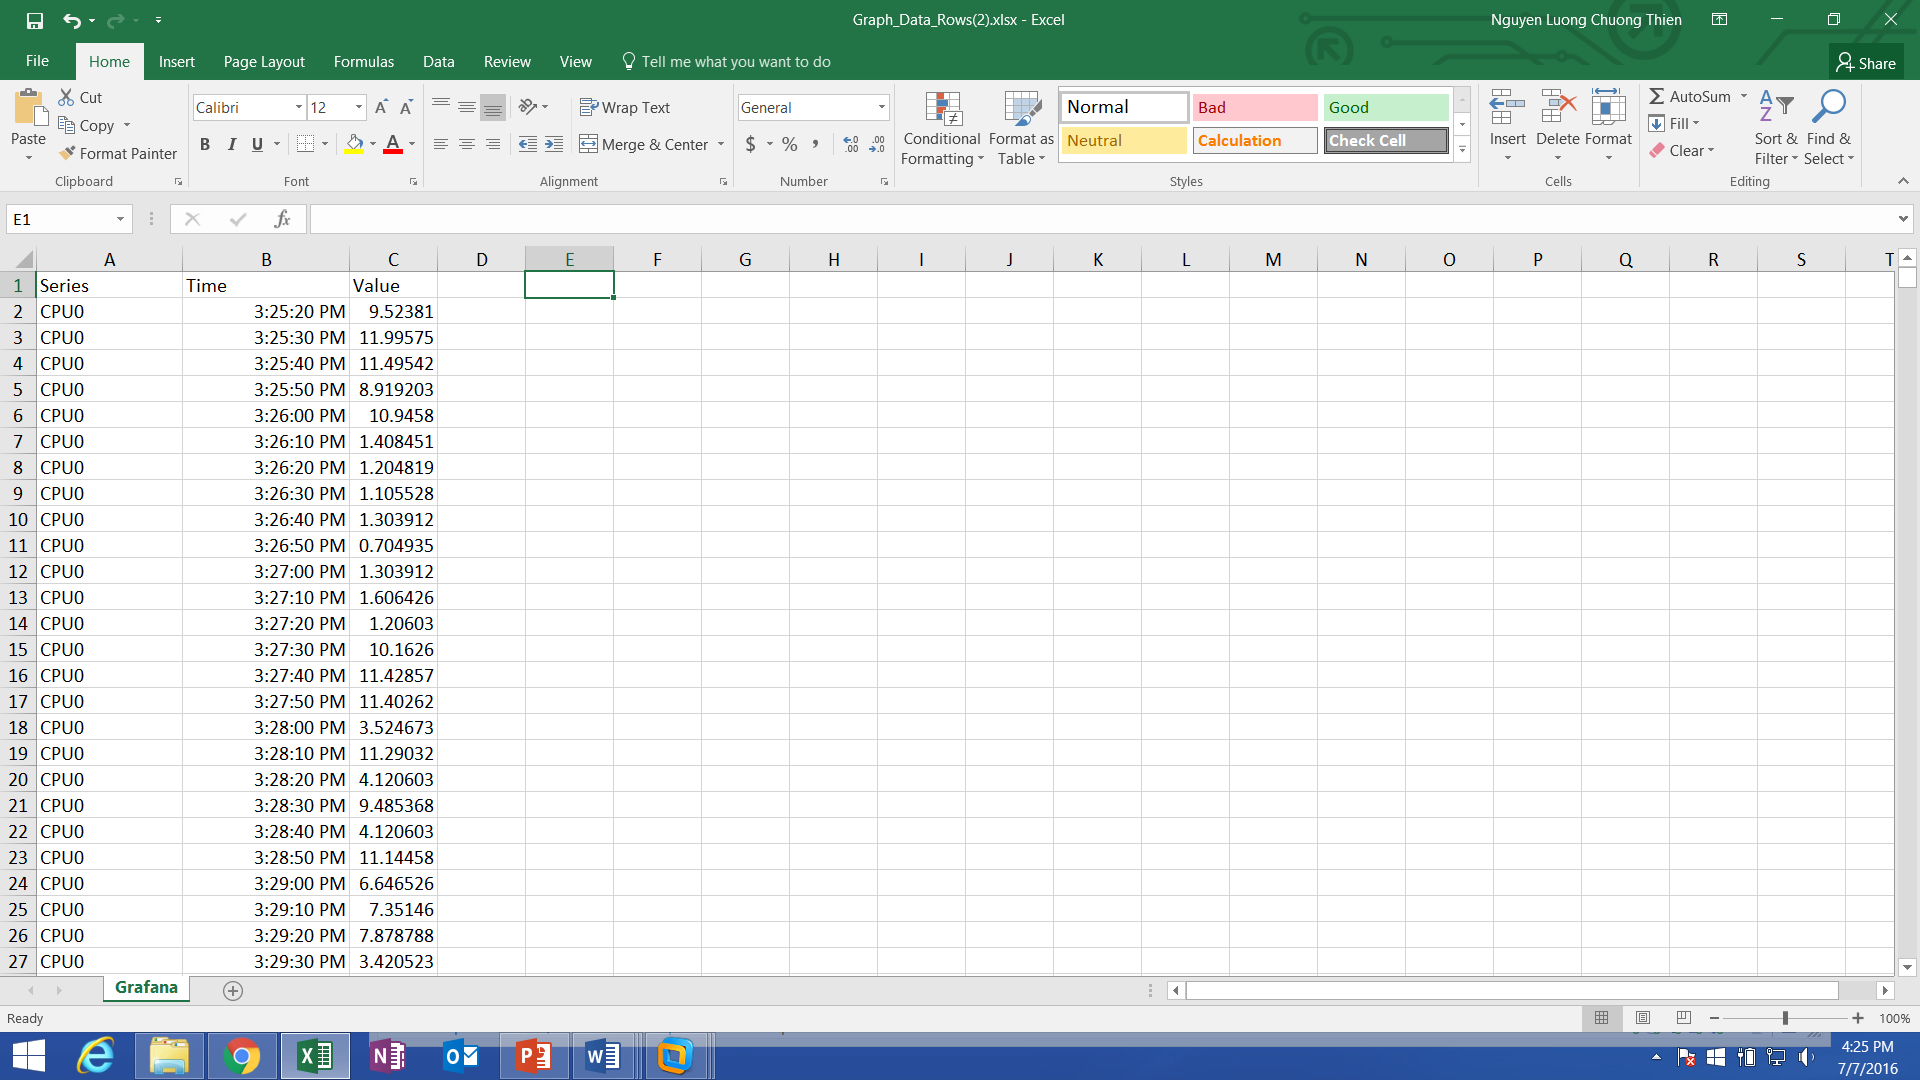 Graph_Data_Rows(2).xlsx - Excel
Nguyen Luong Chuong Thien
File Home Insert Page Layout Formulas Data Review View Tell me what you want to do Share
Paste Cut Copy Format Painter
Calibri 12 B I U A
Wrap Text
Merge & Center
General
$ % ,
Conditional Formatting
Format as Table
Normal Bad Good
Neutral Calculation Check Cell
Insert Delete Format
AutoSum
Fill
Clear
Sort & Filter
Find & Select
Clipboard Font Alignment Number Styles Cells Editing
E1 fx
A B C D E F G H I J K L M N O P Q R S T
1 Series Time Value
2 CPU0 3:25:20 PM 9.52381
3 CPU0 3:25:30 PM 11.99575
4 CPU0 3:25:40 PM 11.49542
5 CPU0 3:25:50 PM 8.919203
6 CPU0 3:26:00 PM 10.9458
7 CPU0 3:26:10 PM 1.408451
8 CPU0 3:26:20 PM 1.204819
9 CPU0 3:26:30 PM 1.105528
10 CPU0 3:26:40 PM 1.303912
11 CPU0 3:26:50 PM 0.704935
12 CPU0 3:27:00 PM 1.303912
13 CPU0 3:27:10 PM 1.606426
14 CPU0 3:27:20 PM 1.20603
15 CPU0 3:27:30 PM 10.1626
16 CPU0 3:27:40 PM 11.42857
17 CPU0 3:27:50 PM 11.40262
18 CPU0 3:28:00 PM 3.524673
19 CPU0 3:28:10 PM 11.29032
20 CPU0 3:28:20 PM 4.120603
21 CPU0 3:28:30 PM 9.485368
22 CPU0 3:28:40 PM 4.120603
23 CPU0 3:28:50 PM 11.14458
24 CPU0 3:29:00 PM 6.646526
25 CPU0 3:29:10 PM 7.35146
26 CPU0 3:29:20 PM 7.878788
27 CPU0 3:29:30 PM 3.420523
Grafana
Ready
100%
4:25 PM
7/7/2016